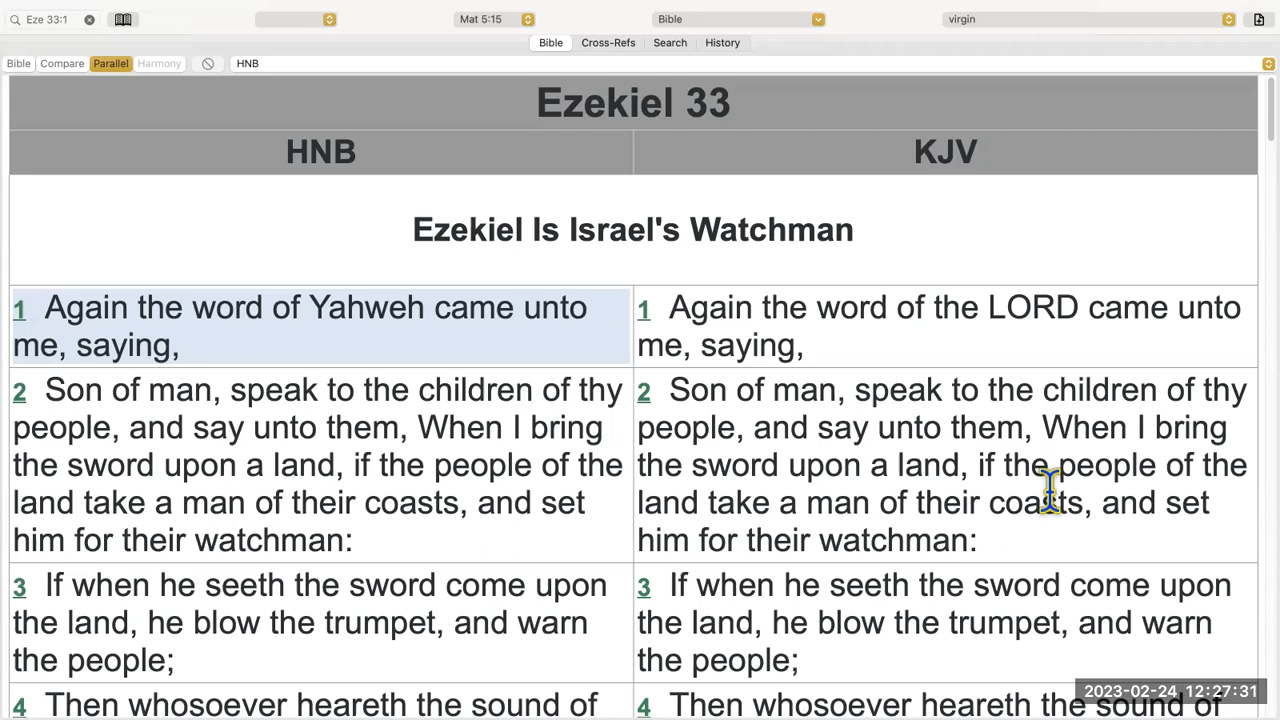 Eze 33:1
Mat 5:15
Bible
virgin
Bible
Cross-Refs
Search
History
Bible
Compare
Parallel
Harmony
HNB
Ezekiel 33
HNB
KJV
Ezekiel Is Israel's Watchman
1 Again the word of Yahweh came unto
me, saying,
1 Again the word of the LORD came unto
me, saying,
2 Son of man, speak to the children of thy
people, and say unto them, When I bring
the sword upon a land, if the people of the
land take a man of their coasts, and set
him for their watchman:
2 Son of man, speak to the children of thy
people, and say unto them, When I bring
the sword upon a land, if the people of the
land take a man of their coasts, and set
him for their watchman:
3 If when he seeth the sword come upon
the land, he blow the trumpet, and warn
the people;
3 If when he seeth the sword come upon
the land, he blow the trumpet, and warn
the people;
4 Then whosoever heareth the sound of
4 Then whosoever heareth the sound of
2023-02-24 12:27:31